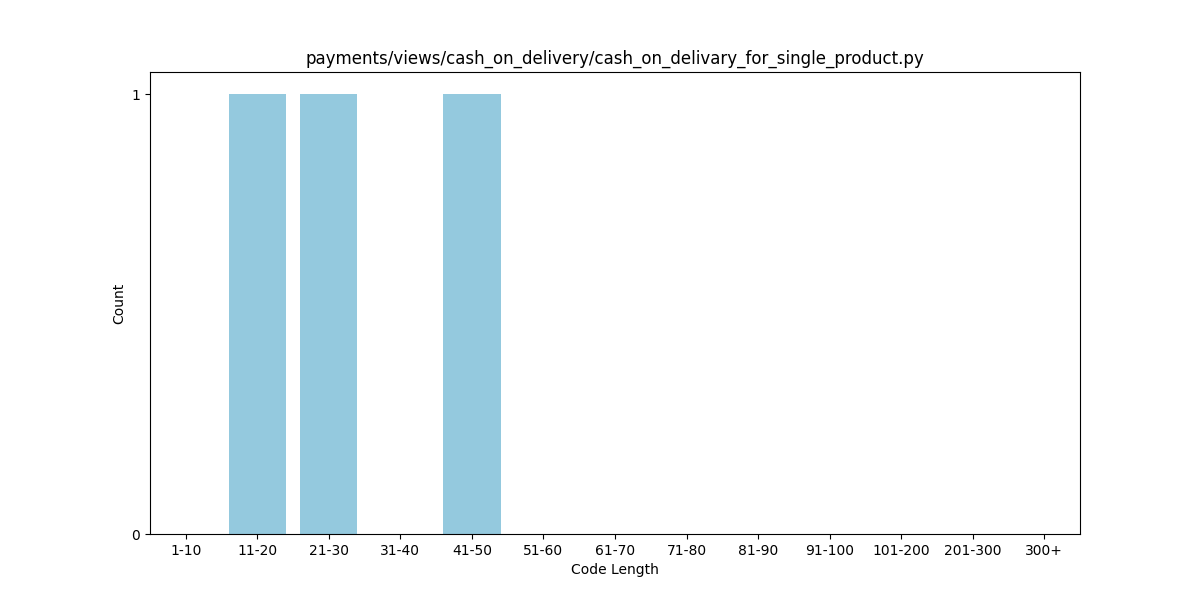 payments/views/cash_on_delivery/cash_on_delivary_for_single_product.py
1
Count
0
1-10 11-20 21-30 31-40 41-50 51-60 61-70 71-80 81-90 91-100 101-200 201-300 300+
Code Length